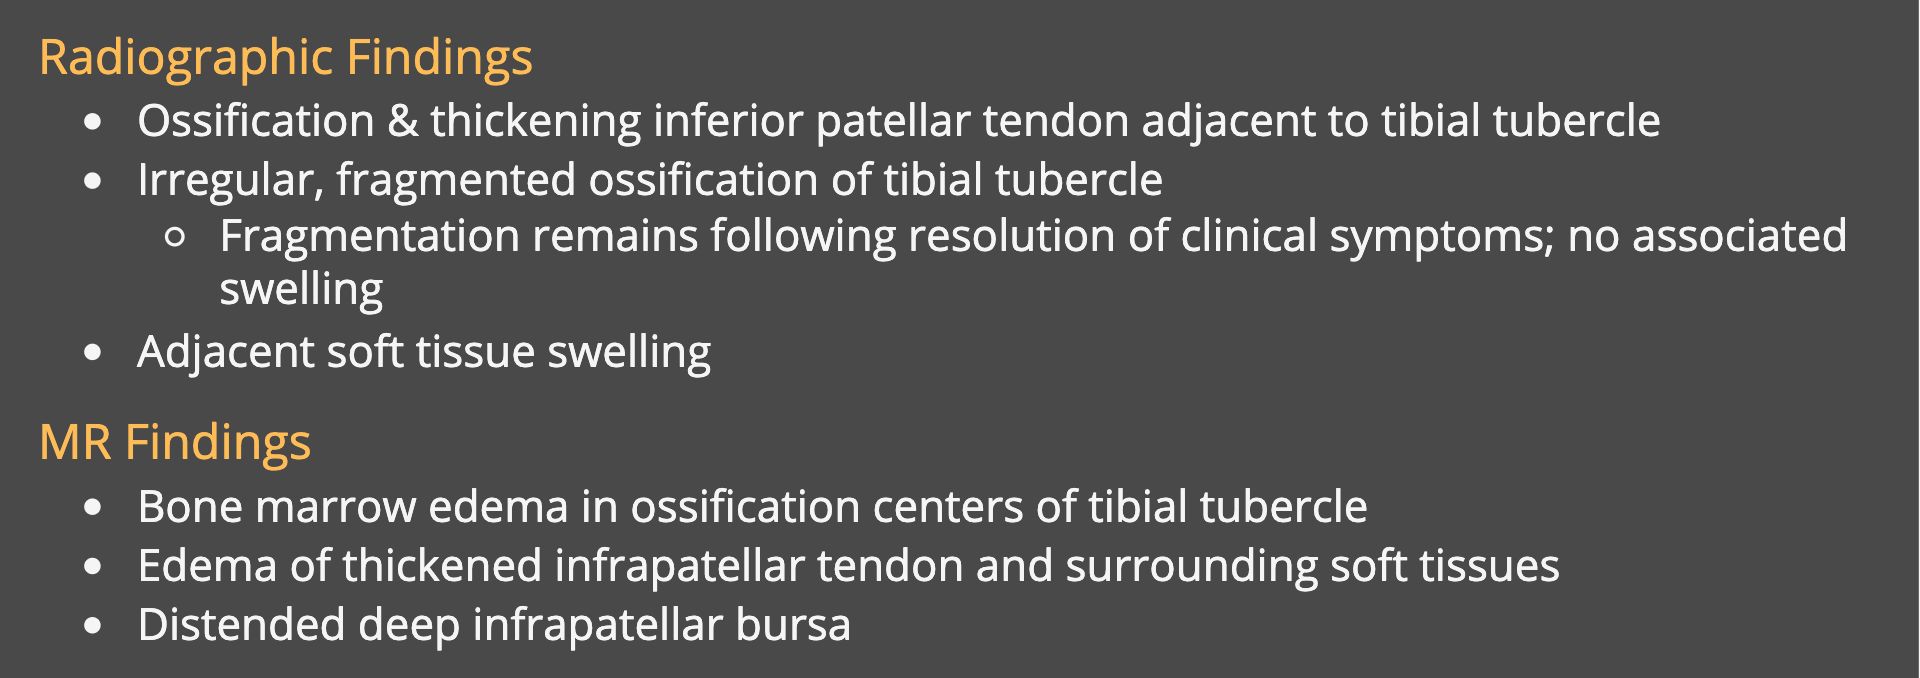 Radiographic Findings
• Ossification & thickening inferior patellar tendon adjacent to tibial tubercle
• Irregular, fragmented ossification of tibial tubercle
○ Fragmentation remains following resolution of clinical symptoms; no associated
swelling
• Adjacent soft tissue swelling
MR Findings
• Bone marrow edema in ossification centers of tibial tubercle
• Edema of thickened infrapatellar tendon and surrounding soft tissues
• Distended deep infrapatellar bursa